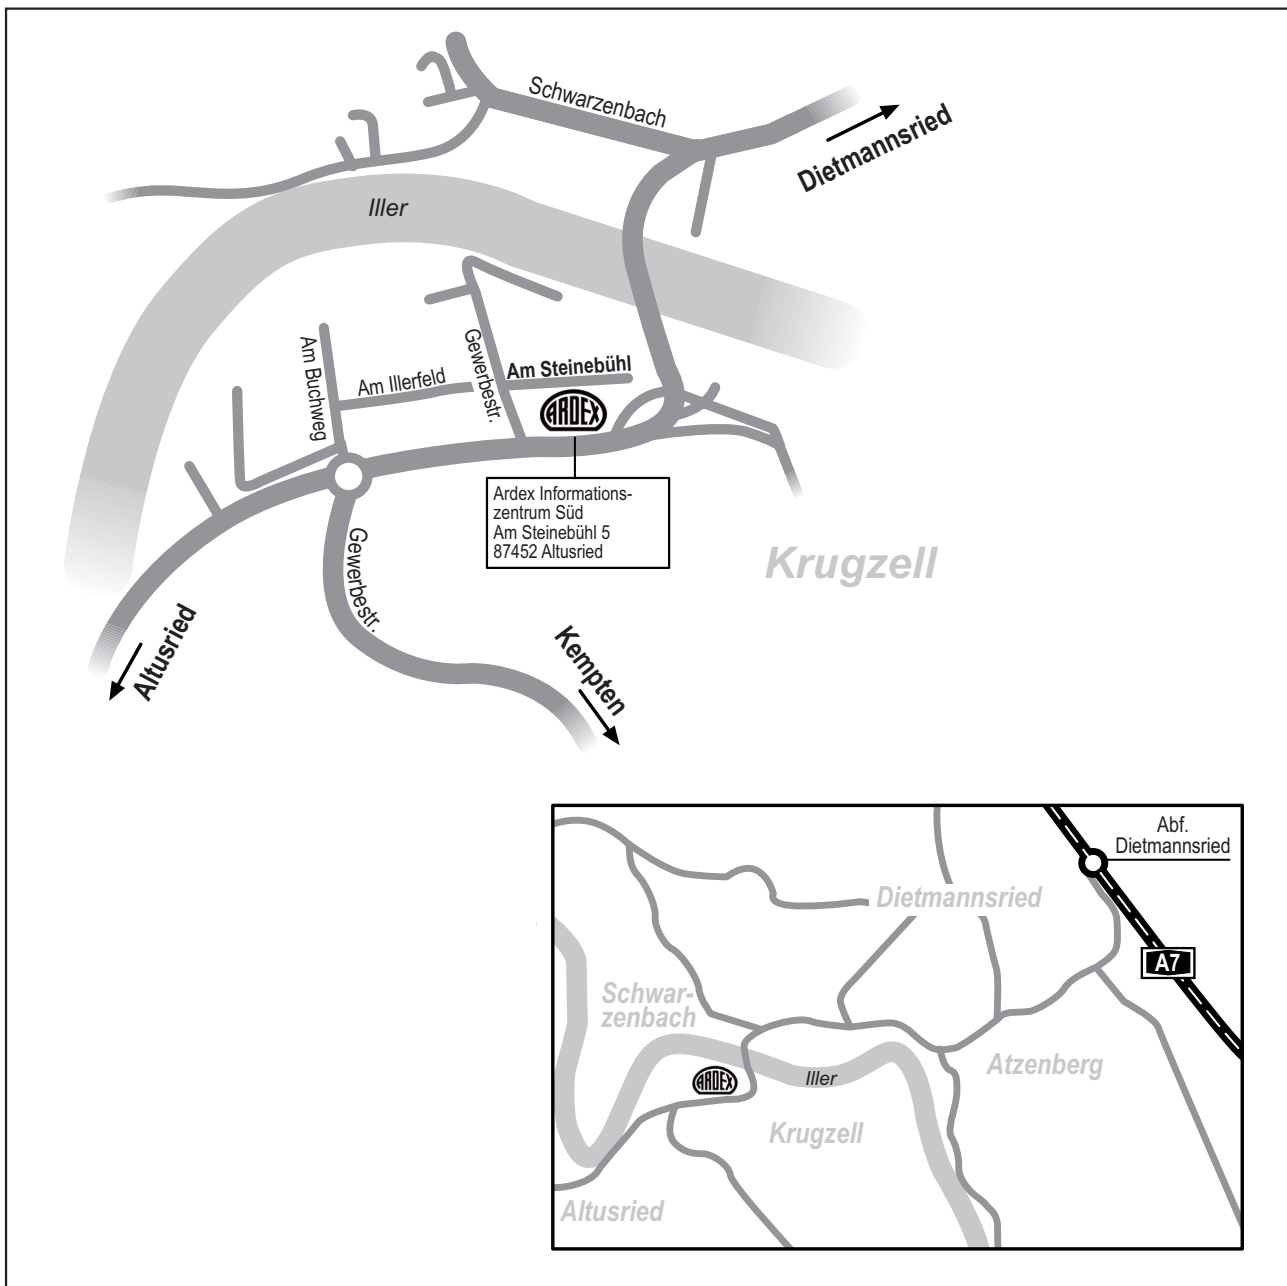 Schwarzenbach
Dietmannsried
Iller
Am Buchweg
Am Illerfeld
Gewerbestr.
Am Steinebühl
ARDEX
Ardex Informations-
zentrum Süd
Am Steinebühl 5
87452 Altusried
Krugzell
Gewerbestr.
Altusried
Kempten
Abf.
Dietmannsried
Dietmannsried
A7
Schwar-
zenbach
Atzenberg
Iller
ARDEX
Krugzell
Altusried